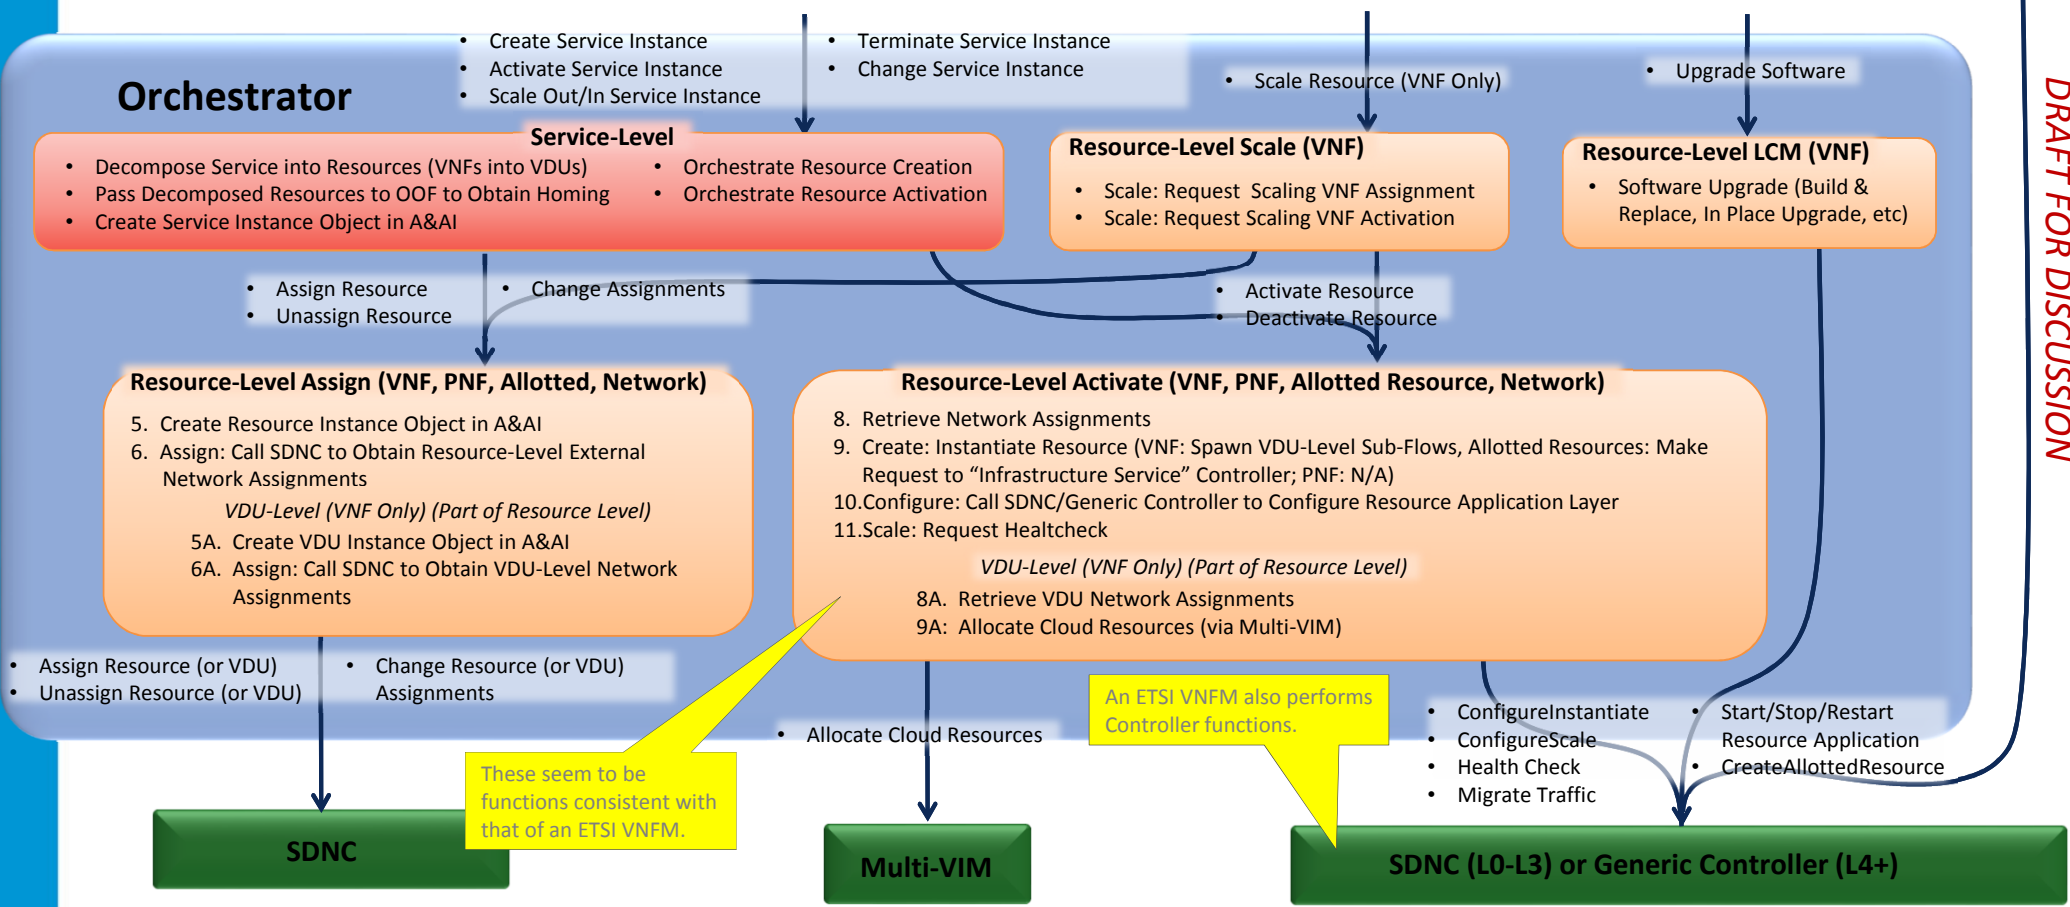 • Create Service Instance
• Activate Service Instance
• Scale Out/In Service Instance
• Terminate Service Instance
• Change Service Instance
• Scale Resource (VNF Only)
• Upgrade Software
Orchestrator
Service-Level
• Decompose Service into Resources (VNFs into VDUs)
• Pass Decomposed Resources to OOF to Obtain Homing
• Create Service Instance Object in A&AI
• Orchestrate Resource Creation
• Orchestrate Resource Activation
Resource-Level Scale (VNF)
• Scale: Request Scaling VNF Assignment
• Scale: Request Scaling VNF Activation
Resource-Level LCM (VNF)
• Software Upgrade (Build &
Replace, In Place Upgrade, etc)
DRAFT FOR DISCUSSION
• Assign Resource
• Unassign Resource
• Change Assignments
• Activate Resource
• Deactivate Resource
Resource-Level Assign (VNF, PNF, Allotted, Network)
5. Create Resource Instance Object in A&AI
6. Assign: Call SDNC to Obtain Resource-Level External
Network Assignments
VDU-Level (VNF Only) (Part of Resource Level)
5A. Create VDU Instance Object in A&AI
6A. Assign: Call SDNC to Obtain VDU-Level Network
Assignments
Resource-Level Activate (VNF, PNF, Allotted Resource, Network)
8. Retrieve Network Assignments
9. Create: Instantiate Resource (VNF: Spawn VDU-Level Sub-Flows, Allotted Resources: Make
Request to “Infrastructure Service” Controller; PNF: N/A)
10.Configure: Call SDNC/Generic Controller to Configure Resource Application Layer
11.Scale: Request Healtcheck
VDU-Level (VNF Only) (Part of Resource Level)
8A. Retrieve VDU Network Assignments
9A: Allocate Cloud Resources (via Multi-VIM)
• Assign Resource (or VDU)
• Unassign Resource (or VDU)
• Change Resource (or VDU)
Assignments
• Allocate Cloud Resources
An ETSI VNFM also performs
Controller functions.
• ConfigureInstantiate
• ConfigureScale
• Health Check
• Migrate Traffic
• Start/Stop/Restart
Resource Application
• CreateAllottedResource
These seem to be
functions consistent with
that of an ETSI VNFM.
SDNC
Multi-VIM
SDNC (L0-L3) or Generic Controller (L4+)